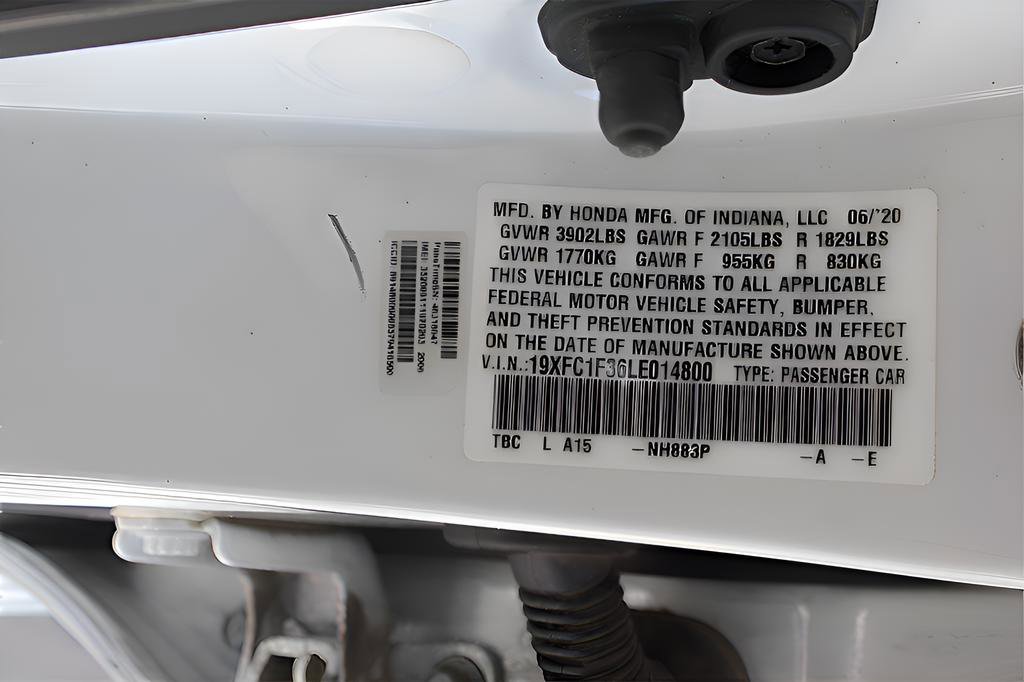 MFD. BY HONDA MFG. OF INDIANA, LLC 06/'20
GVWR 3902LBS GAWR F 2105LBS R 1829LBS
GVWR 1770KG GAWR F 955KG R 830KG
THIS VEHICLE CONFORMS TO ALL APPLICABLE
FEDERAL MOTOR VEHICLE SAFETY, BUMPER,
AND THEFT PREVENTION STANDARDS IN EFFECT
ON THE DATE OF MANUFACTURE SHOWN ABOVE.
V.I.N.:19XFC1F36LE014800 TYPE: PASSENGER CAR
TBC L A15 -NH883P -A -E